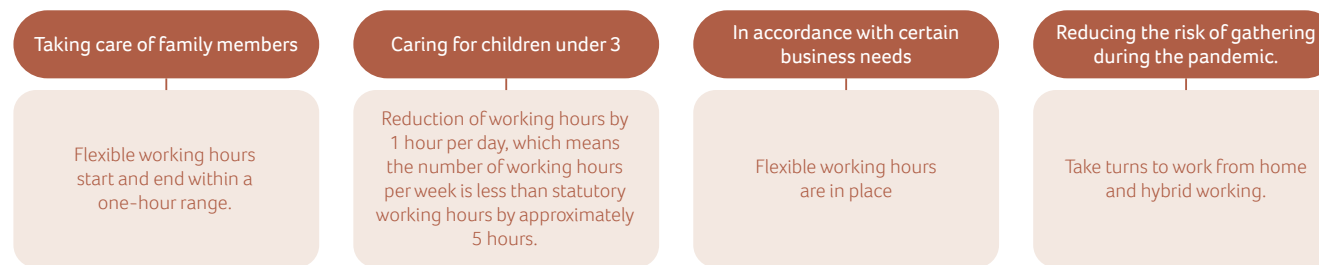 Taking care of family members
Flexible working hours
start and end within a
one-hour range.
Caring for children under 3
Reduction of working hours by
1 hour per day, which means
the number of working hours
per week is less than statutory
working hours by approximately
5 hours.
In accordance with certain
business needs
Flexible working hours
are in place
Reducing the risk of gathering
during the pandemic.
Take turns to work from home
and hybrid working.